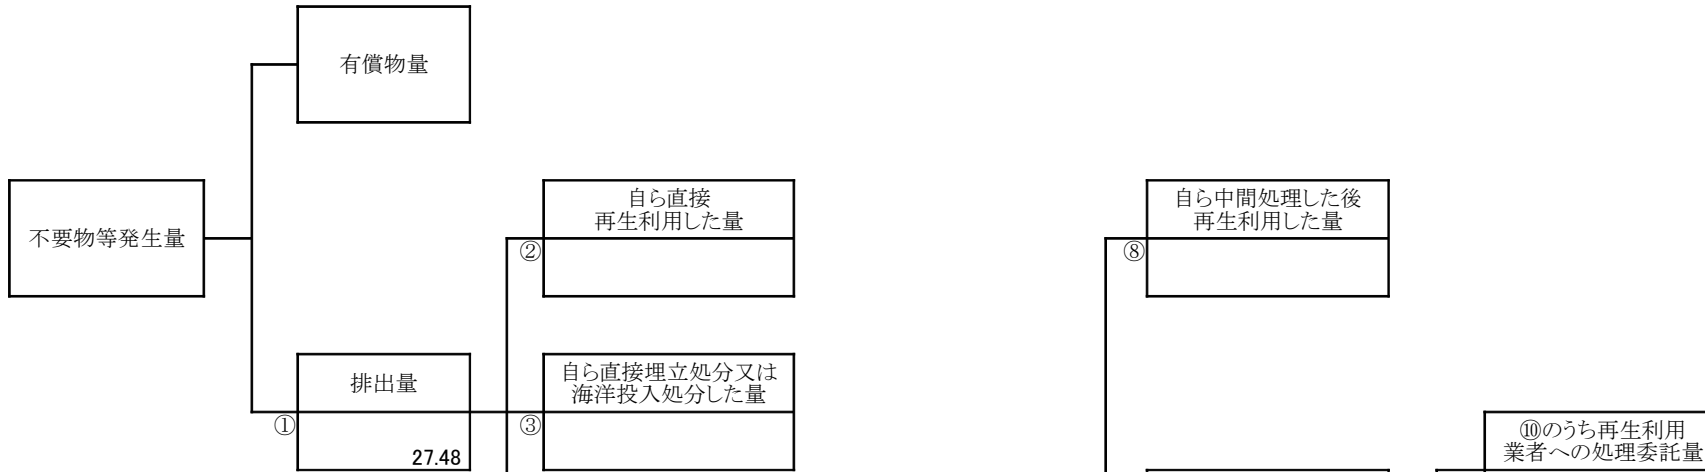 有償物量
不要物等発生量
自ら直接
再生利用した量
②
自ら中間処理した後
再生利用した量
⑧
排出量
①
27.48
自ら直接埋立処分又は
海洋投入処分した量
③
⑩のうち再生利用
業者への処理委託量